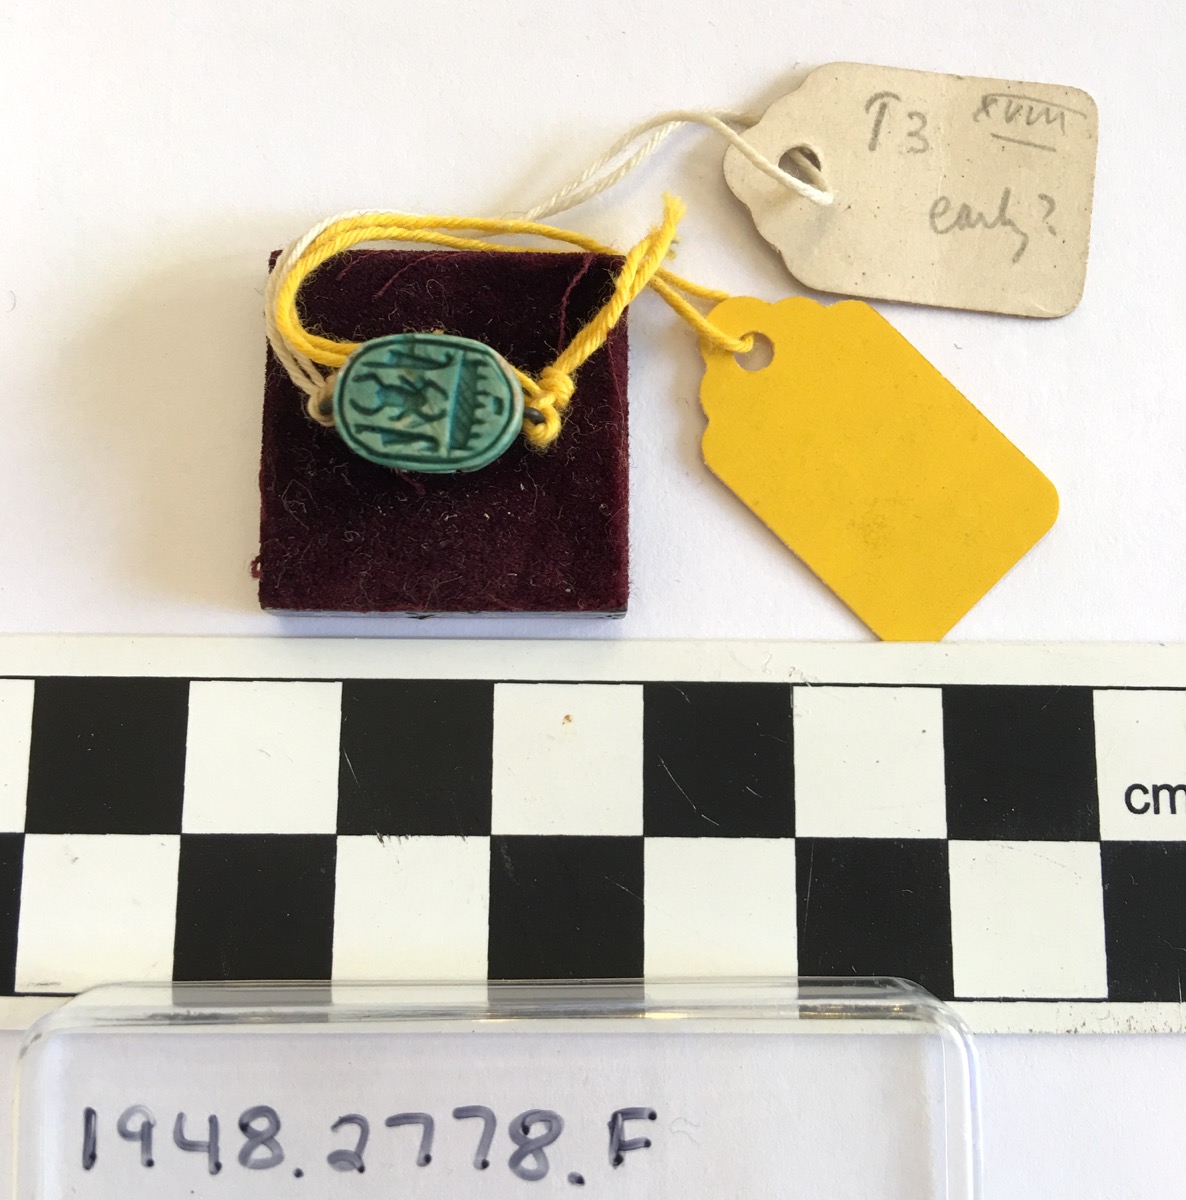 T3 XVIII
early?
cm
1948.2778.F